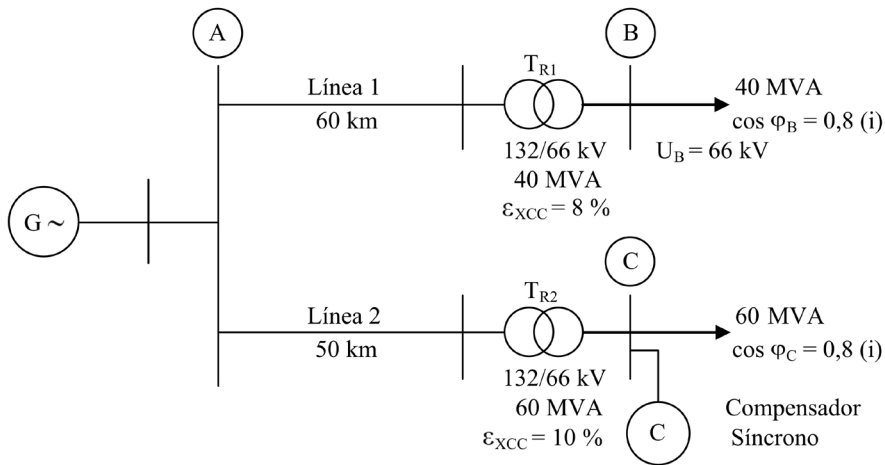 A
B
T_R1
Línea 1
60 km
40 MVA
cos φ_B = 0,8 (i)
132/66 kV
U_B = 66 kV
40 MVA
ε_XCC = 8 %
G ~
C
T_R2
Línea 2
50 km
60 MVA
cos φ_C = 0,8 (i)
132/66 kV
60 MVA
ε_XCC = 10 %
C
Compensador
Síncrono